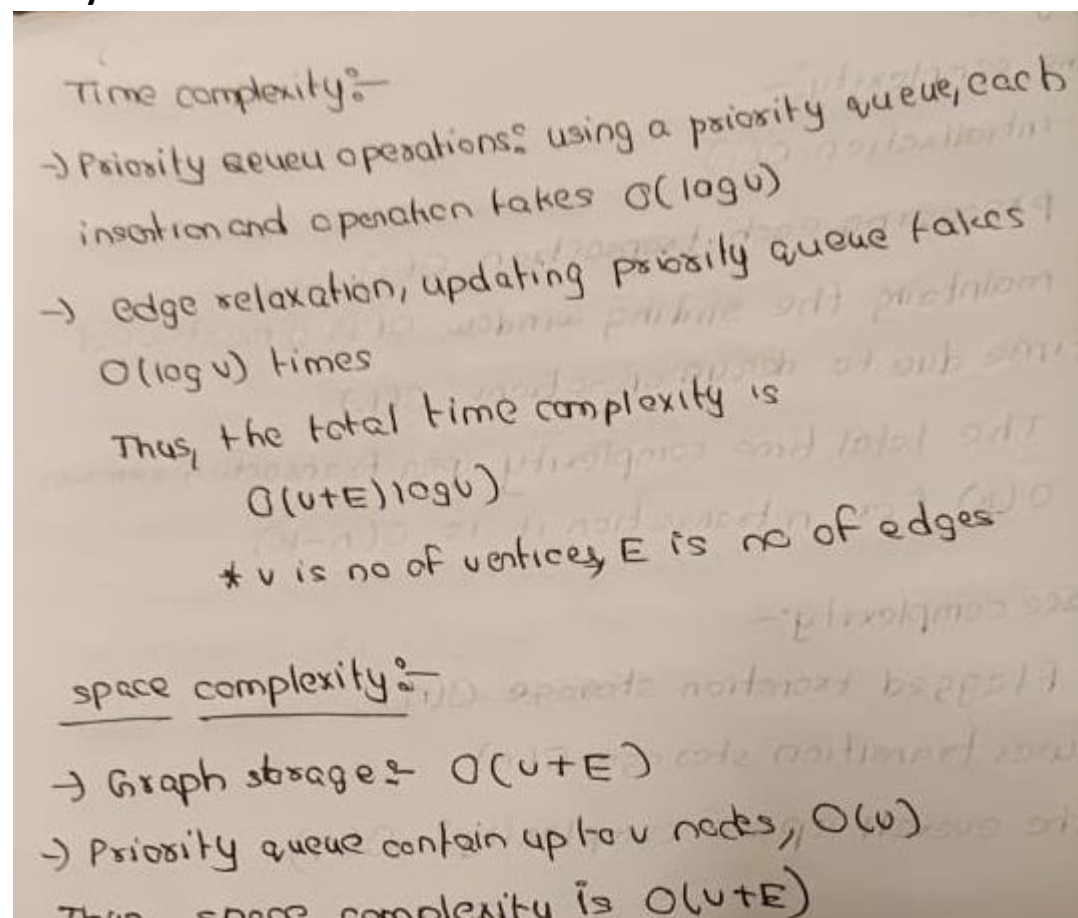 Time complexity:-
→ Priority Qeueu operations: using a priority queue, each
insertion and operation takes O(log v)
→ edge relaxation, updating priority queue takes
O(log v) times
Thus, the total time complexity is
O(v+E) log v)
* v is no of vertices, E is no of edges
space complexity:-
→ Graph storage:- O(v+E)
→ Priority queue contain up to v nodes, O(v)
Thus space complexity is O(v+E)